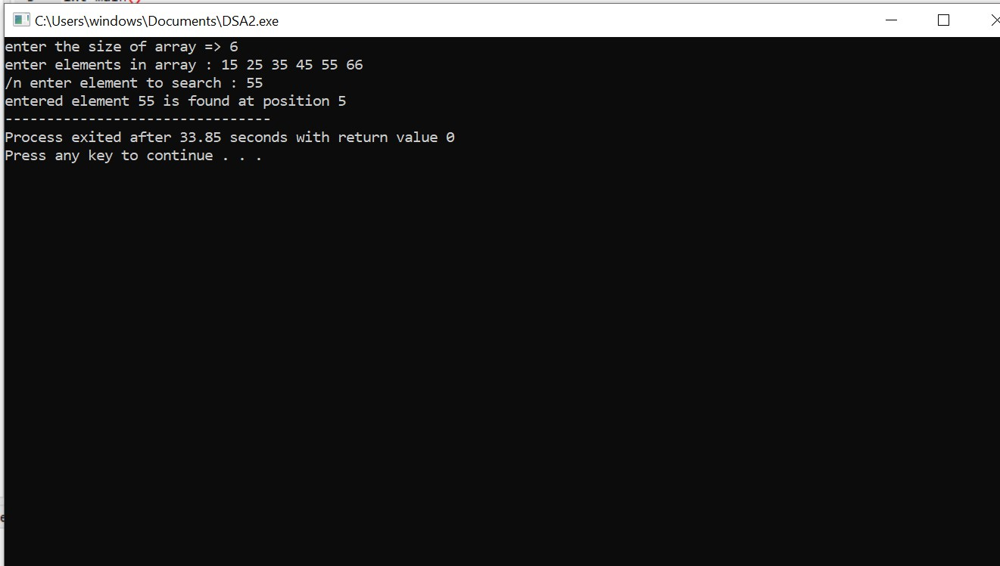 C:\Users\windows\Documents\DSA2.exe
enter the size of array => 6
enter elements in array : 15 25 35 45 55 66
/n enter element to search : 55
entered element 55 is found at position 5
--------------------------------
Process exited after 33.85 seconds with return value 0
Press any key to continue . . .